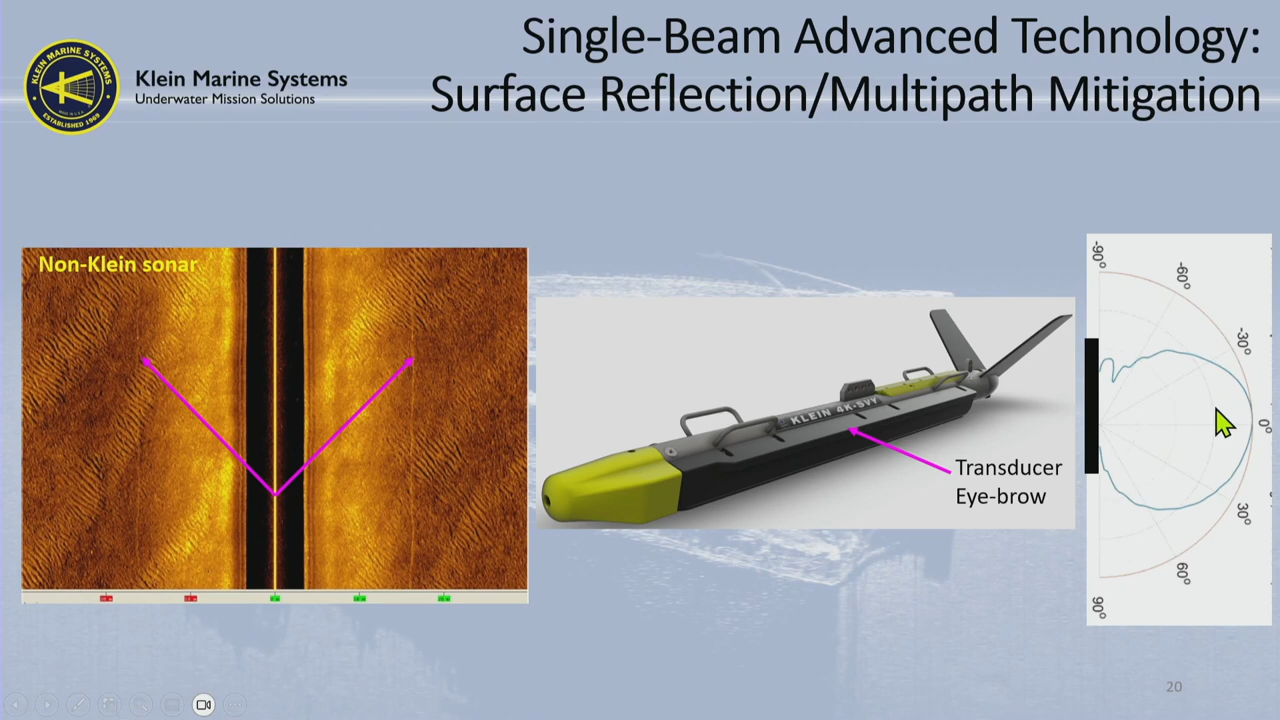 Single-Beam Advanced Technology:
Surface Reflection/Multipath Mitigation
KLEIN MARINE SYSTEMS
ESTABLISHED 1968
Klein Marine Systems
Underwater Mission Solutions
Non-Klein sonar
KLEIN 4K-SVY
Transducer
Eye-brow
-90°
-60°
-30°
0°
30°
60°
90°
20